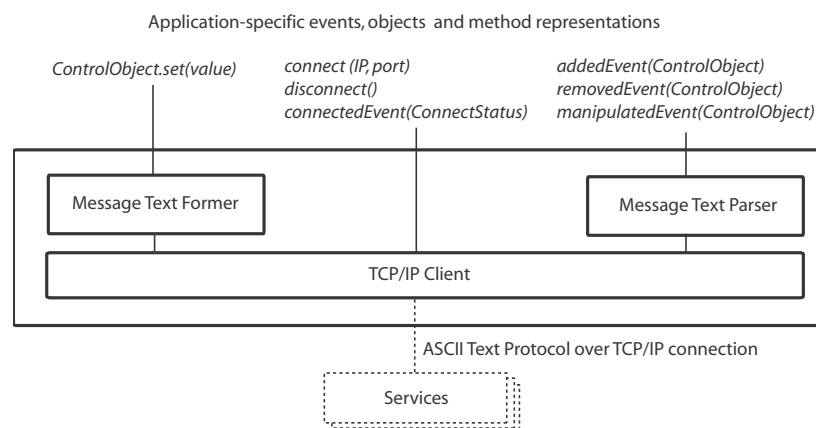 Application-specific events, objects and method representations
ControlObject.set(value)
connect (IP, port)
disconnect()
connectedEvent(ConnectStatus)
addedEvent(ControlObject)
removedEvent(ControlObject)
manipulatedEvent(ControlObject)
Message Text Former
Message Text Parser
TCP/IP Client
ASCII Text Protocol over TCP/IP connection
Services